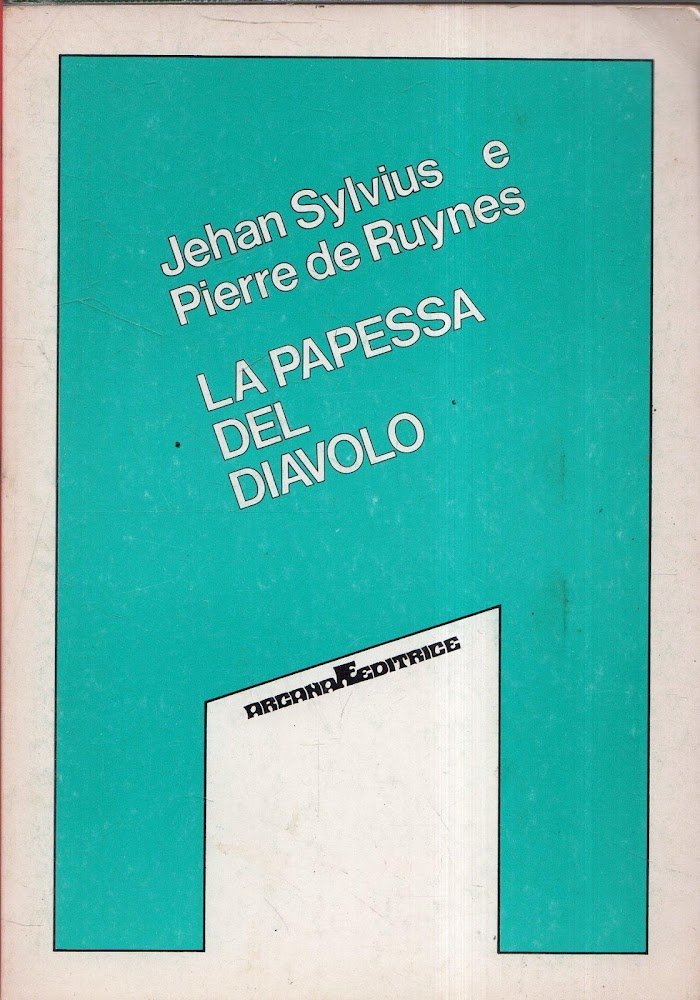 Jehan Sylvius e
Pierre de Ruynes
LA PAPESSA
DEL
DIAVOLO
ARCANA Æ EDITRICE